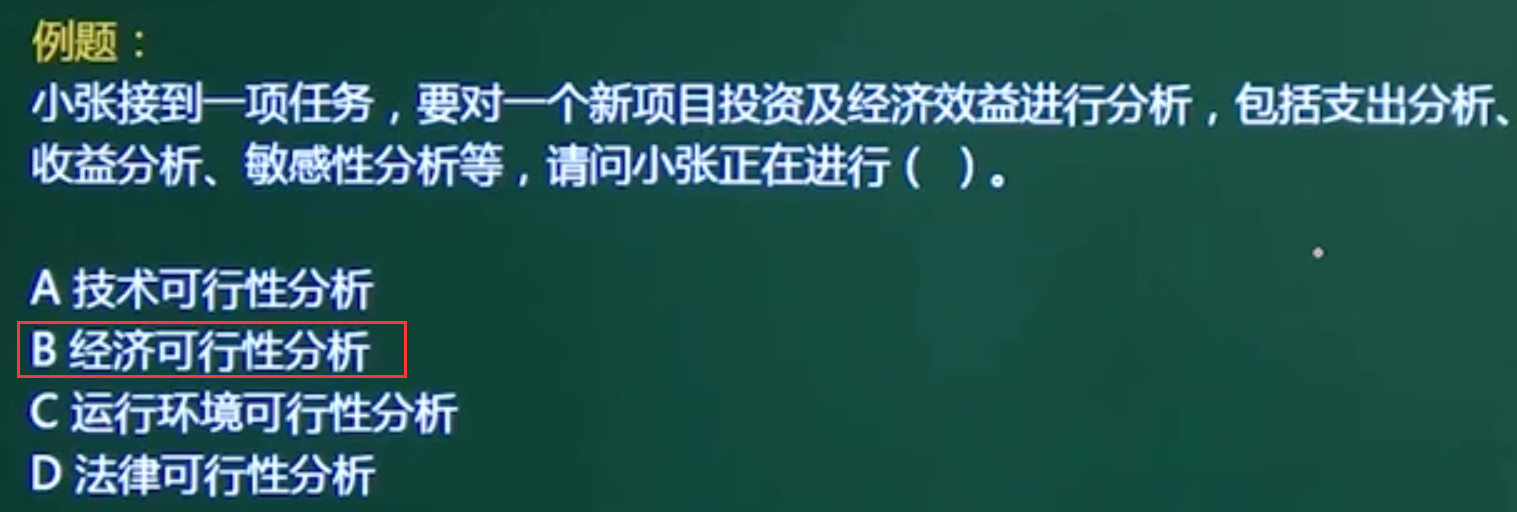 例题：
小张接到一项任务，要对一个新项目投资及经济效益进行分析，包括支出分析、
收益分析、敏感性分析等，请问小张正在进行（ ）。
A 技术可行性分析
B 经济可行性分析
C 运行环境可行性分析
D 法律可行性分析